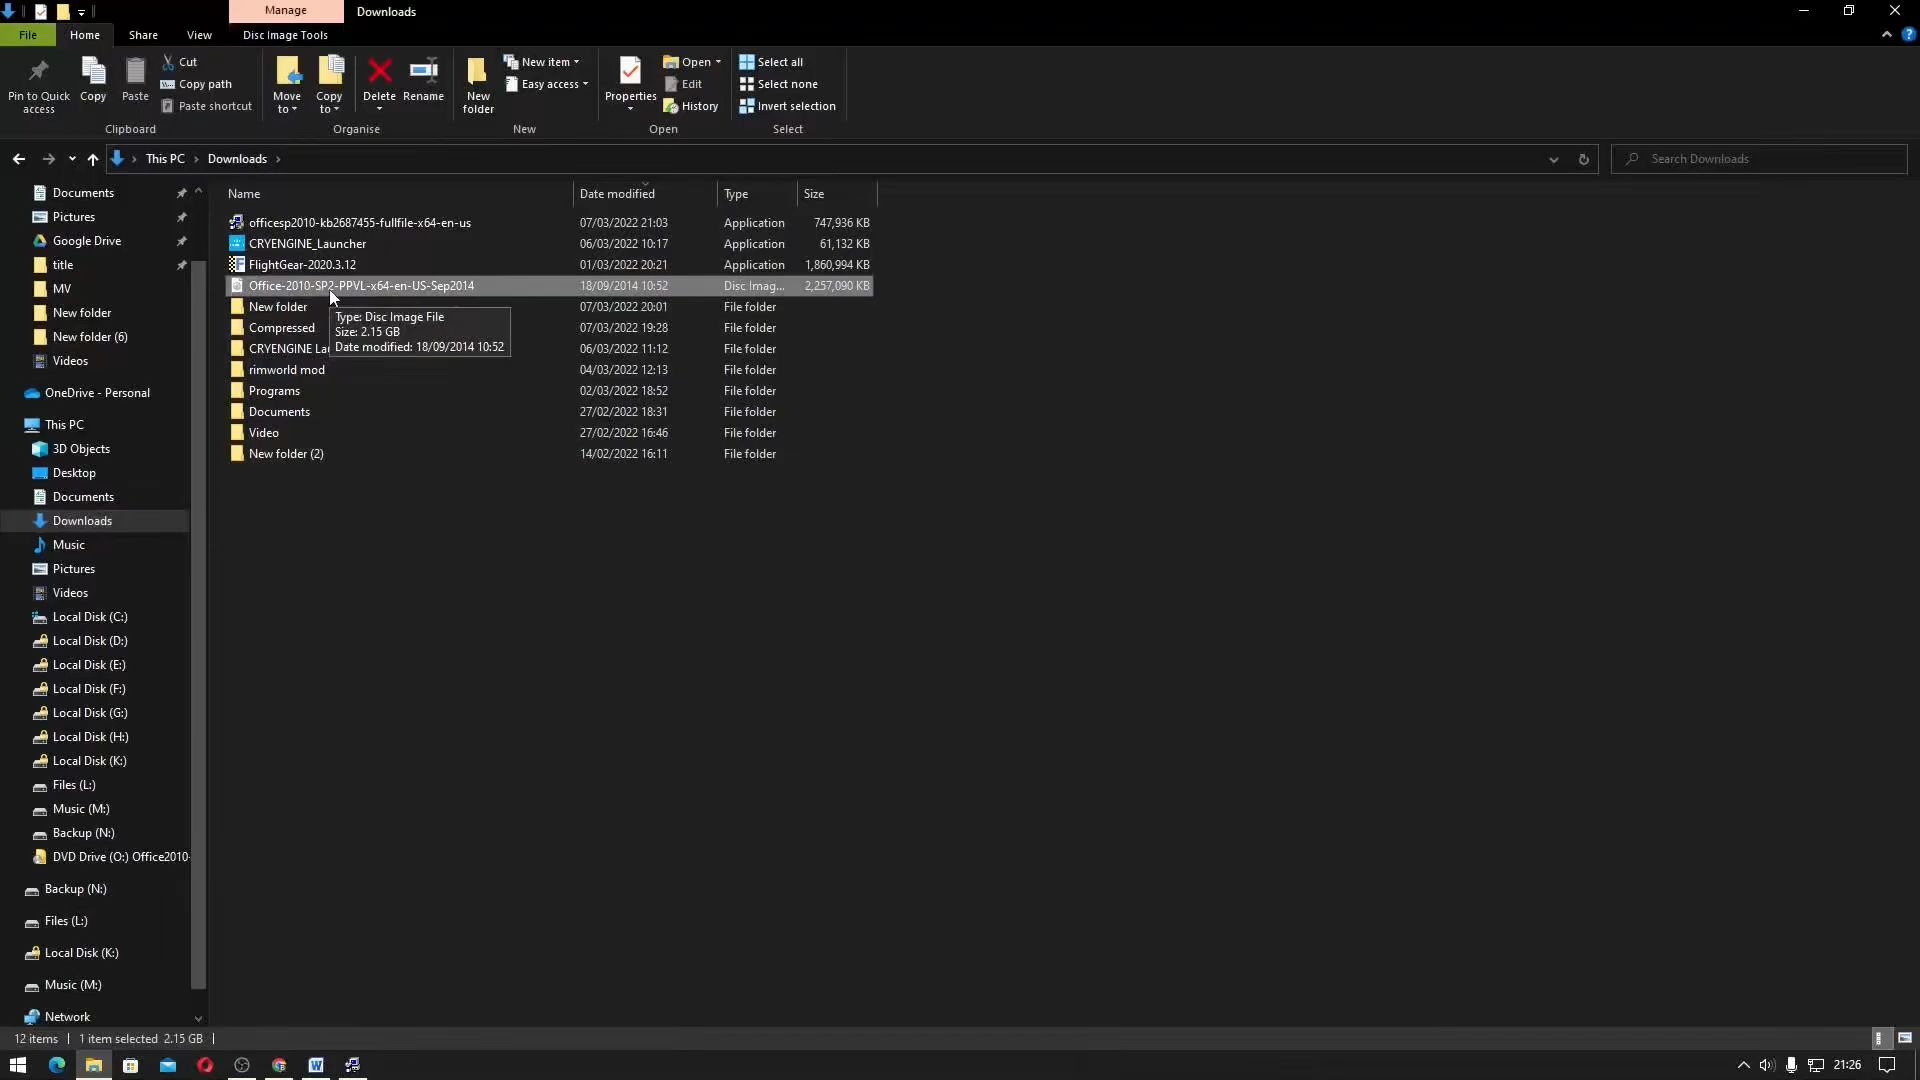 Manage
Downloads
File
Home
Share
View
Disc Image Tools
Pin to Quick access
Copy
Paste
Cut
Copy path
Paste shortcut
Clipboard
Move to
Copy to
Delete
Rename
Organise
New folder
New item
Easy access
New
Properties
Open
Edit
History
Open
Select all
Select none
Invert selection
Select
This PC
Downloads
Search Downloads
Documents
Pictures
Google Drive
title
MV
New folder
New folder (6)
Videos
OneDrive - Personal
This PC
3D Objects
Desktop
Documents
Downloads
Music
Pictures
Videos
Local Disk (C:)
Local Disk (D:)
Local Disk (E:)
Local Disk (F:)
Local Disk (G:)
Local Disk (H:)
Local Disk (K:)
Files (L:)
Music (M:)
Backup (N:)
DVD Drive (O:) Office2010-
Backup (N:)
Files (L:)
Local Disk (K:)
Music (M:)
Network
Name Date modified Type Size
officesp2010-kb2687455-fullfile-x64-en-us 07/03/2022 21:03 Application 747,936 KB
CRYENGINE_Launcher 06/03/2022 10:17 Application 61,132 KB
FlightGear-2020.3.12 01/03/2022 20:21 Application 1,860,994 KB
Office-2010-SP2-PPVL-x64-en-US-Sep2014 18/09/2014 10:52 Disc Imag... 2,257,090 KB
New folder 07/03/2022 20:01 File folder
Compressed 07/03/2022 19:28 File folder
CRYENGINE La 06/03/2022 11:12 File folder
rimworld mod 04/03/2022 12:13 File folder
Programs 02/03/2022 18:52 File folder
Documents 27/02/2022 18:31 File folder
Video 27/02/2022 16:46 File folder
New folder (2) 14/02/2022 16:11 File folder
Type: Disc Image File
Size: 2.15 GB
Date modified: 18/09/2014 10:52
12 items 1 item selected 2.15 GB
21:26